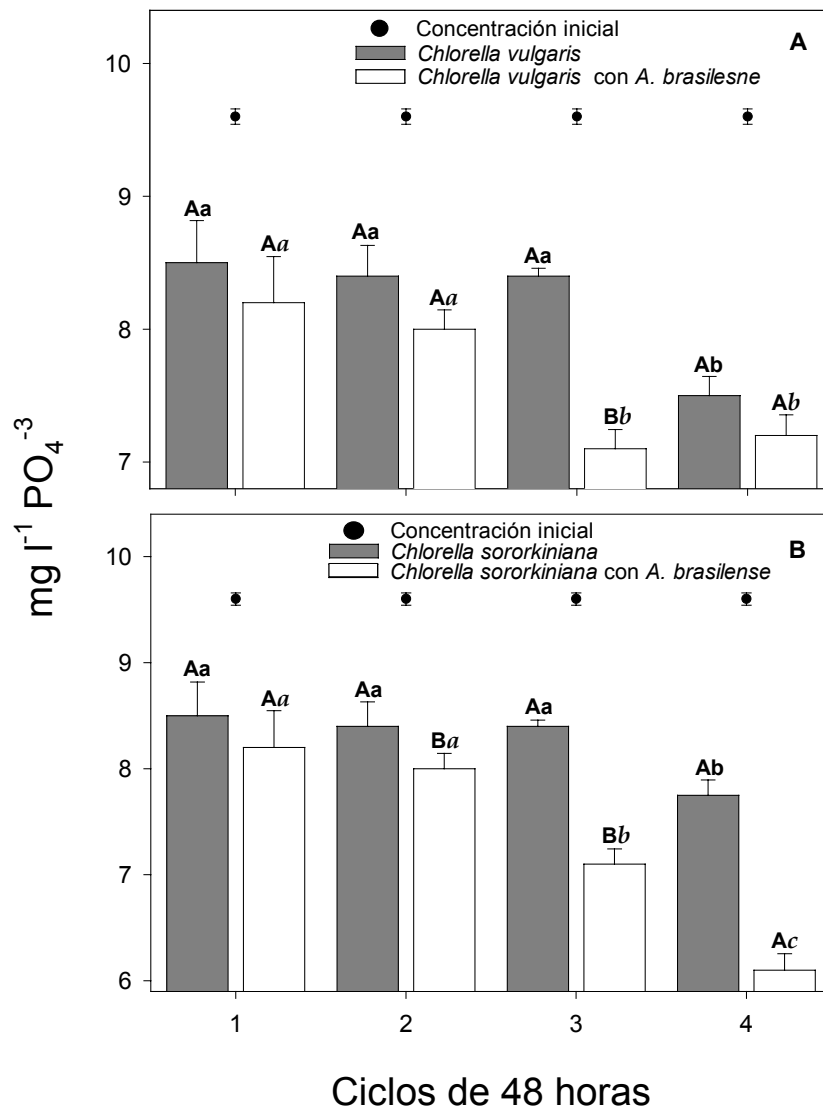 Concentración inicial
A
Chlorella vulgaris
Chlorella vulgaris con A. brasilesne
10
9
8
7
Aa
Aa
Aa
Aa
Aa
Bb
Ab
Ab
mg l-1 PO4-3
Concentración inicial
B
Chlorella sororkiniana
Chlorella sororkiniana con A. brasilense
10
9
8
7
6
Aa
Aa
Aa
Ba
Aa
Bb
Ab
Ac
1 2 3 4
Ciclos de 48 horas